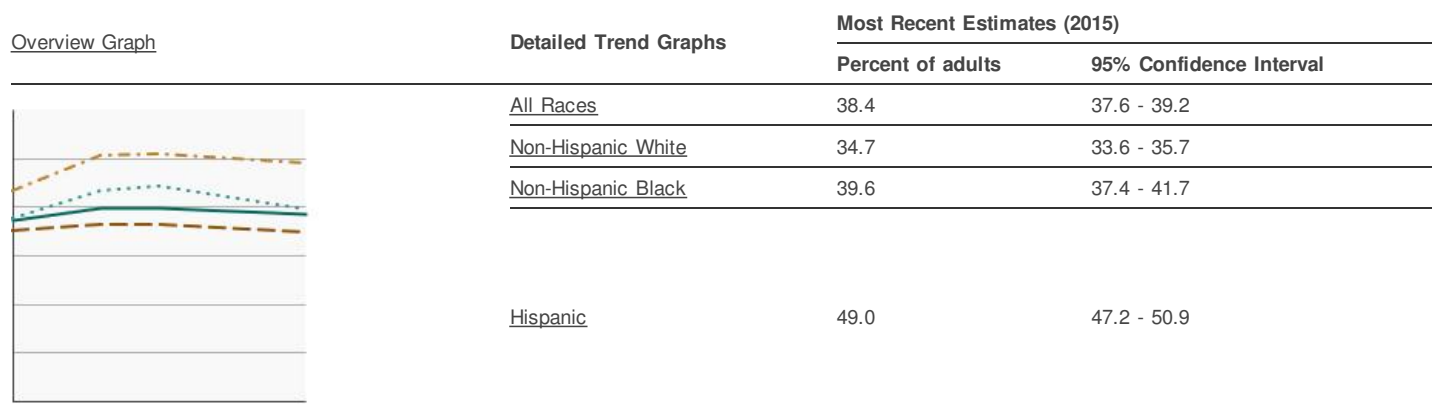 Overview Graph
Detailed Trend Graphs
Most Recent Estimates (2015)
Percent of adults 95% Confidence Interval
All Races 38.4 37.6 - 39.2
Non-Hispanic White 34.7 33.6 - 35.7
Non-Hispanic Black 39.6 37.4 - 41.7
Hispanic 49.0 47.2 - 50.9